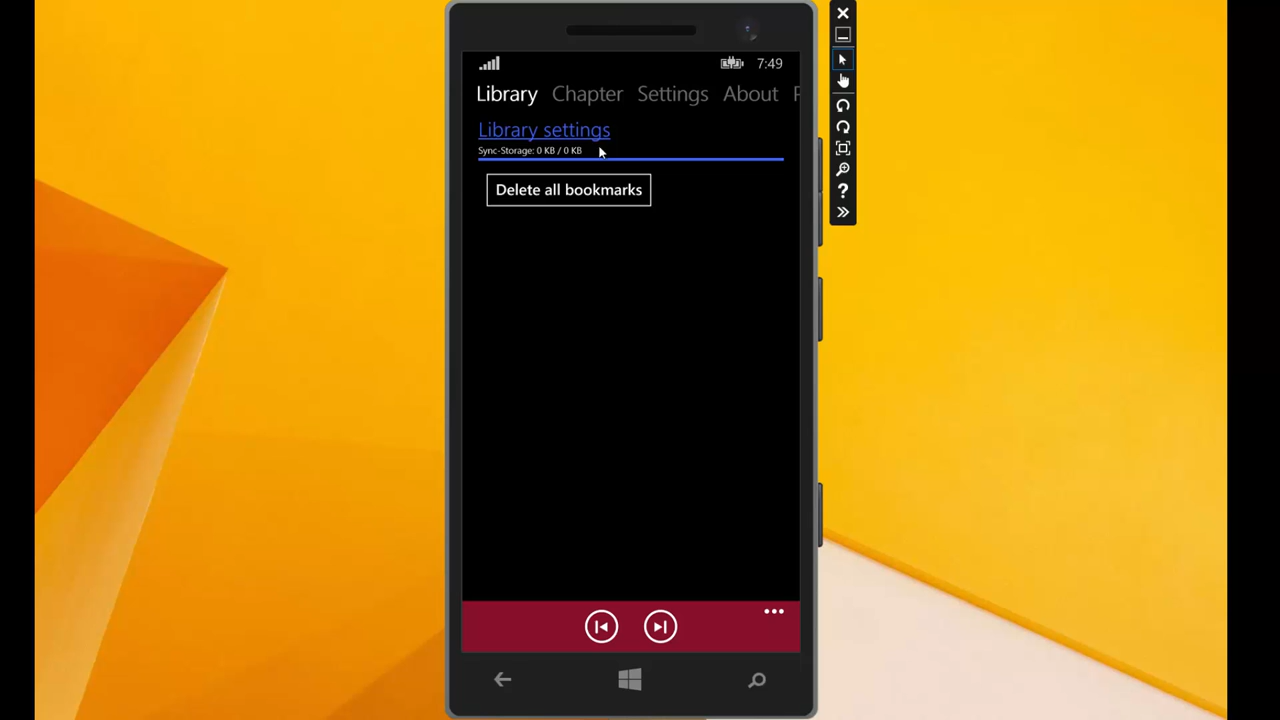 7:49
Library Chapter Settings About
Library settings
Sync-Storage: 0 KB / 0 KB
Delete all bookmarks